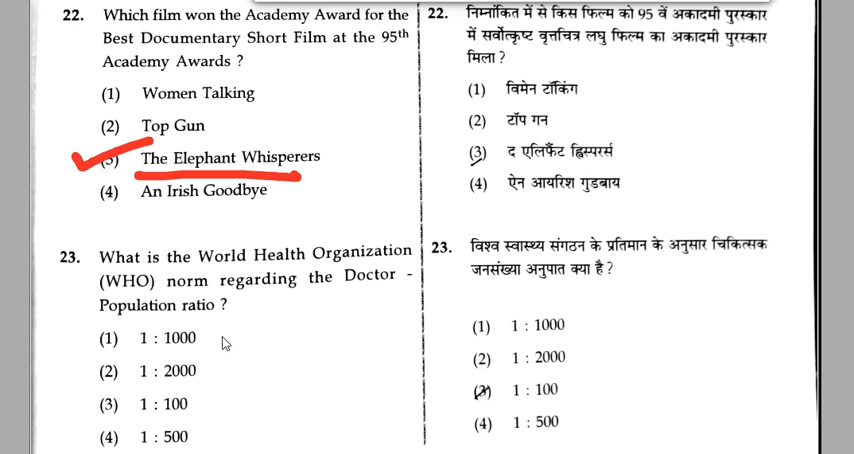 22. Which film won the Academy Award for the
Best Documentary Short Film at the 95th
Academy Awards ?
(1) Women Talking
(2) Top Gun
(3) The Elephant Whisperers
(4) An Irish Goodbye
23. What is the World Health Organization
(WHO) norm regarding the Doctor -
Population ratio ?
(1) 1 : 1000
(2) 1 : 2000
(3) 1 : 100
(4) 1 : 500
22. निम्नांकित में से किस फिल्म को 95 वें अकादमी पुरस्कार
में सर्वोत्कृष्ट वृत्तचित्र लघु फिल्म का अकादमी पुरस्कार
मिला ?
(1) विमेन टॉकिंग
(2) टॉप गन
(3) द एलिफैंट ह्विस्परर्स
(4) ऐन आयरिश गुडबाय
23. विश्व स्वास्थ्य संगठन के प्रतिमान के अनुसार चिकित्सक
जनसंख्या अनुपात क्या है ?
(1) 1 : 1000
(2) 1 : 2000
(3) 1 : 100
(4) 1 : 500